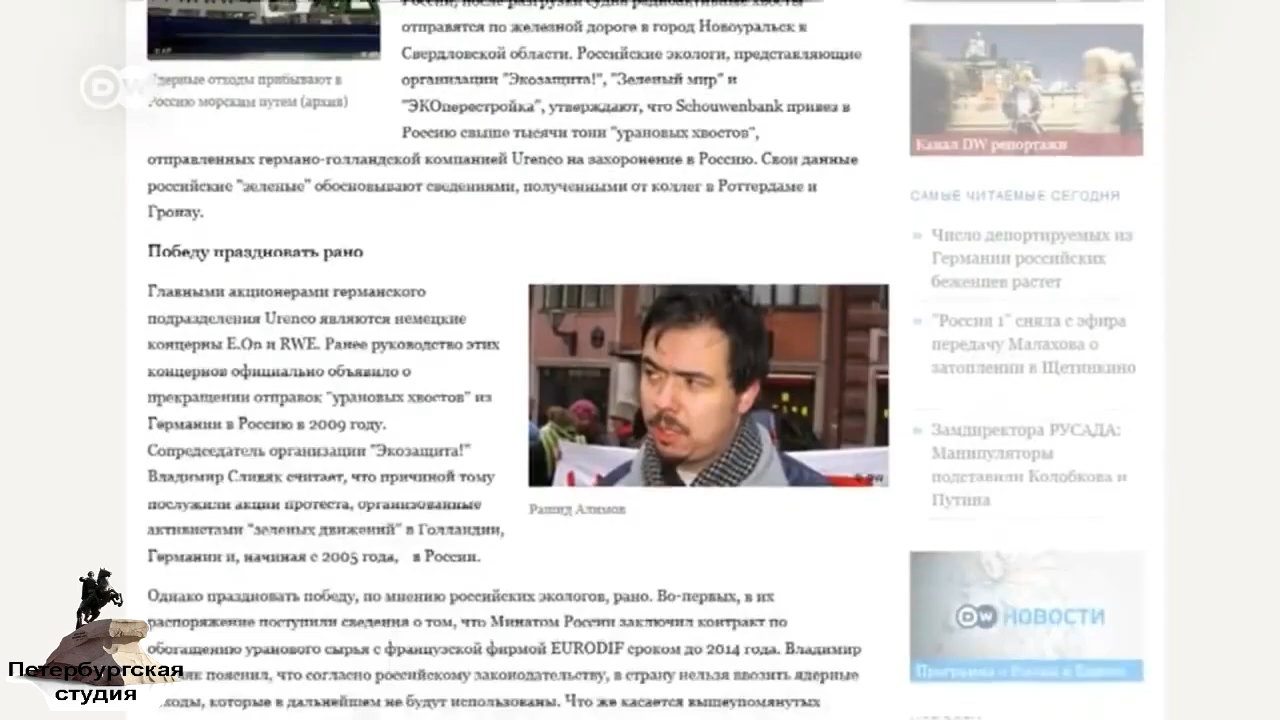 России, после разгрузки судна радиоактивные хвосты
отправятся по железной дороге в город Новоуральск в
Свердловской области. Российские экологи, представляющие
организации "Экозащита!", "Зеленый мир" и
"ЭКОперестройка", утверждают, что Schouwenbank привез в
Россию свыше тысячи тонн "урановых хвостов",
отправленных германо-голландской компанией Urenco на захоронение в Россию. Свои данные
российские "зеленые" обосновывают сведениями, полученными от коллег в Роттердаме и
Гронау.
DW
Ядерные отходы прибывают в
Россию морским путем (архив)
Победу праздновать рано
Главными акционерами германского
подразделения Urenco являются немецкие
концерны E.On и RWE. Ранее руководство этих
концернов официально объявило о
прекращении отправок "урановых хвостов" из
Германии в Россию в 2009 году.
Сопредседатель организации "Экозащита!"
Владимир Сливяк считает, что причиной тому
послужили акции протеста, организованные
активистами "зеленых движений" в Голландии,
Германии и, начиная с 2005 года, в России.
DW
Рашид Алимов
Однако праздновать победу, по мнению российских экологов, рано. Во-первых, в их
распоряжение поступили сведения о том, что Минатом России заключил контракт по
обогащению уранового сырья с французской фирмой EURODIF сроком до 2014 года. Владимир
як пояснил, что согласно российскому законодательству, в страну нельзя ввозить ядерные
ходы, которые в дальнейшем не будут использованы. Что же касается вышеупомянутых
Канал DW репортажи
САМЫЕ ЧИТАЕМЫЕ СЕГОДНЯ
» Число депортируемых из
Германии российских
беженцев растет
» "Россия 1" сняла с эфира
передачу Малахова о
затоплении в Щетинкино
» Замдиректора РУСАДА:
Манипуляторы
подставили Колобкова и
Путина
DW НОВОСТИ
Петербургская
студия